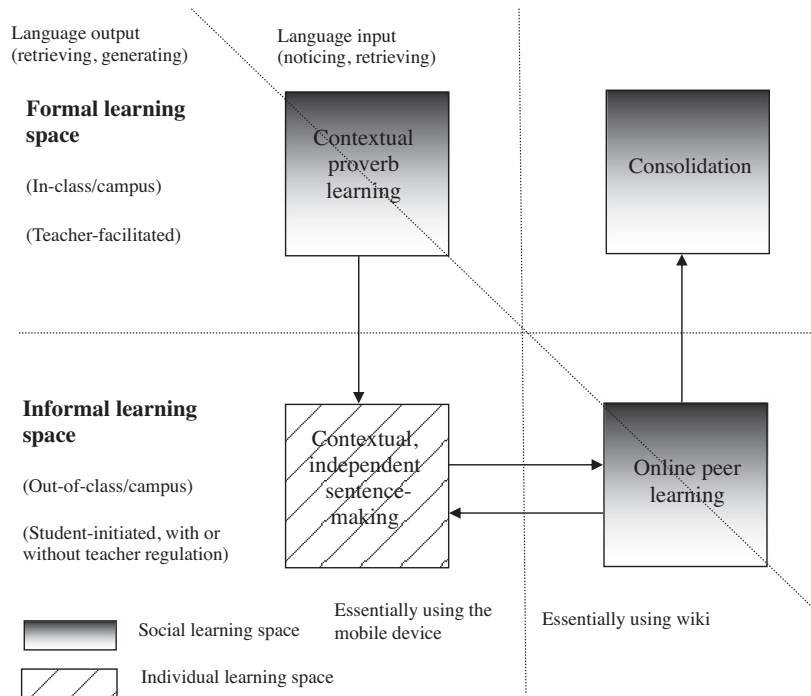 Language output
(retrieving, generating)
Language input
(noticing, retrieving)
Formal learning
space
(In-class/campus)
(Teacher-facilitated)
Contextual
proverb
learning
Consolidation
Informal learning
space
(Out-of-class/campus)
(Student-initiated, with or
without teacher regulation)
Contextual,
independent
sentence-
making
Online peer
learning
Social learning space
Individual learning space
Essentially using the
mobile device
Essentially using wiki